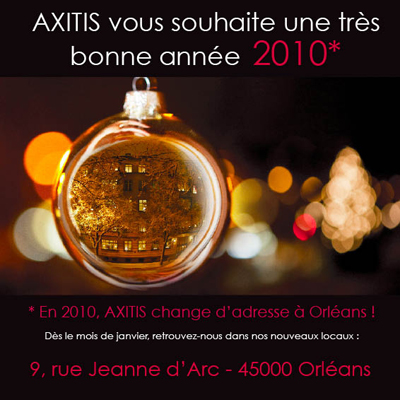 AXITIS vous souhaite une très
bonne année 2010*
* En 2010, AXITIS change d'adresse à Orléans !
Dès le mois de janvier, retrouvez-nous dans nos nouveaux locaux :
9, rue Jeanne d'Arc - 45000 Orléans